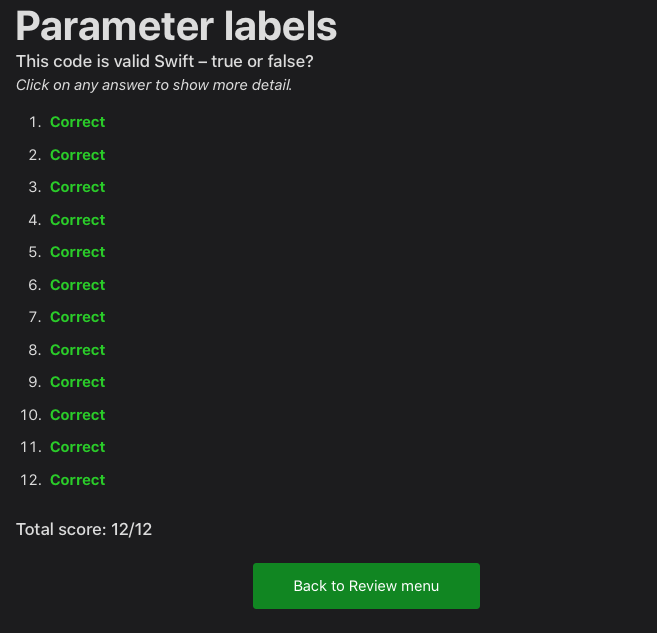 Parameter labels
This code is valid Swift – true or false?
Click on any answer to show more detail.
1. Correct
2. Correct
3. Correct
4. Correct
5. Correct
6. Correct
7. Correct
8. Correct
9. Correct
10. Correct
11. Correct
12. Correct
Total score: 12/12
Back to Review menu